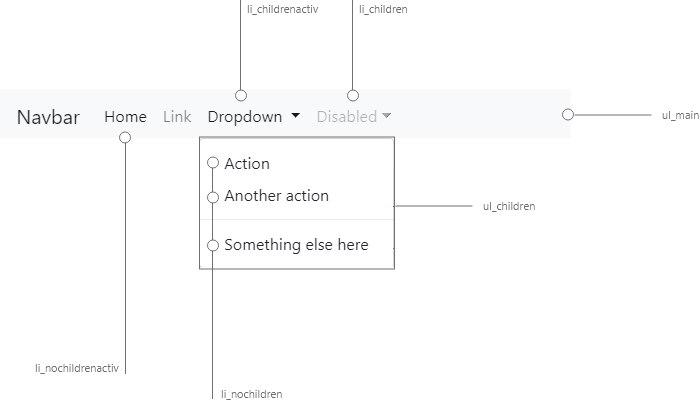 li_childrenactiv li_children
Navbar Home Link Dropdown Disabled ul_main
Action
Another action
ul_children
Something else here
li_nochildrenactiv
li_nochildren